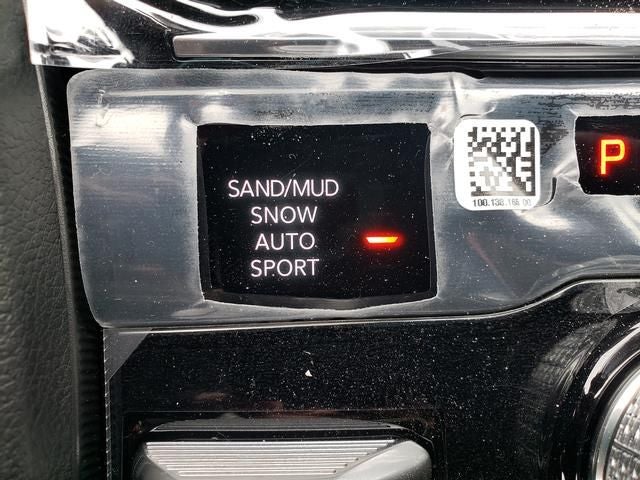 SAND/MUD
SNOW
AUTO
SPORT
P
100.138.166 00